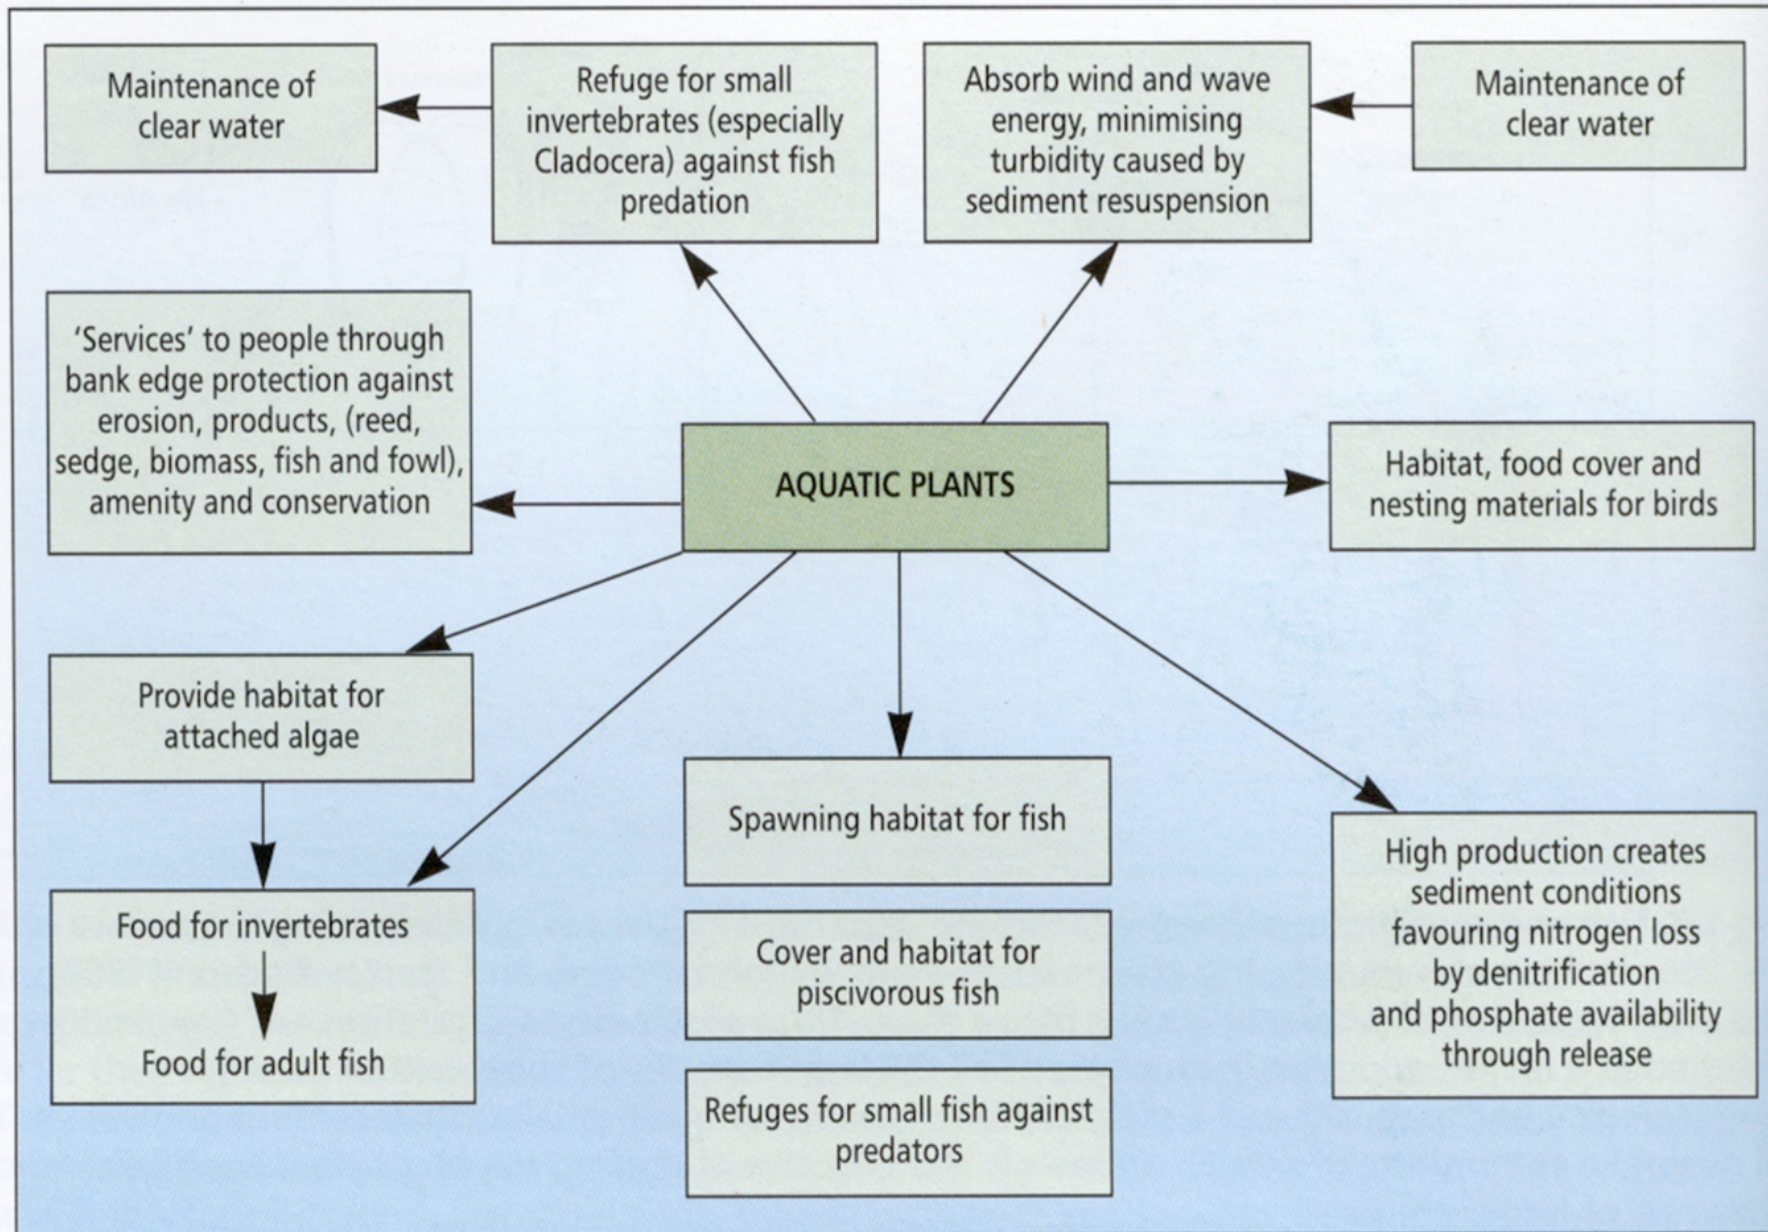 Maintenance of
clear water
Refuge for small
invertebrates (especially
Cladocera) against fish
predation
Absorb wind and wave
energy, minimising
turbidity caused by
sediment resuspension
Maintenance of
clear water
'Services' to people through
bank edge protection against
erosion, products, (reed,
sedge, biomass, fish and fowl),
amenity and conservation
AQUATIC PLANTS
Habitat, food cover and
nesting materials for birds
Provide habitat for
attached algae
Food for invertebrates
Food for adult fish
Spawning habitat for fish
Cover and habitat for
piscivorous fish
Refuges for small fish against
predators
High production creates
sediment conditions
favouring nitrogen loss
by denitrification
and phosphate availability
through release